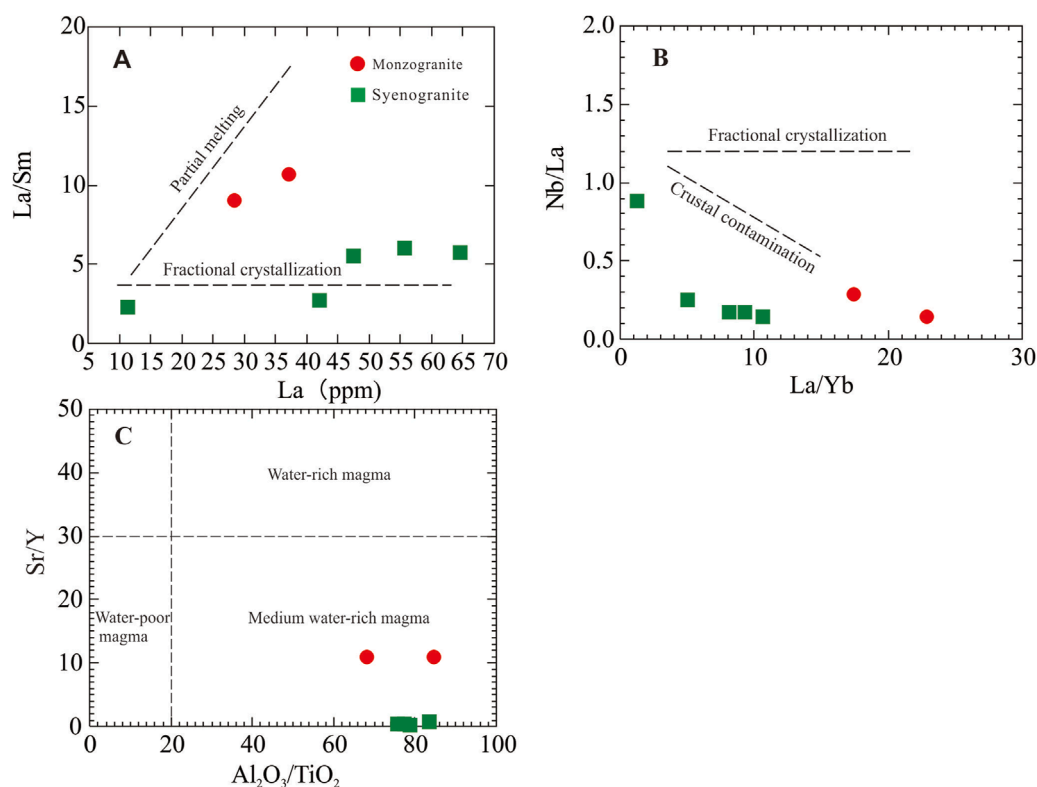 A
Monzogranite
Syenogranite
Partial melting
Fractional crystallization
La/Sm
20
15
10
5
0
5 10 15 20 25 30 35 40 45 50 55 60 65 70
La (ppm)
B
Fractional crystallization
Crustal contamination
Nb/La
2.0
1.5
1.0
0.5
0.0
0 10 20 30
La/Yb
C
Water-rich magma
Water-poor
magma
Medium water-rich magma
Sr/Y
50
40
30
20
10
0
0 20 40 60 80 100
Al₂O₃/TiO₂